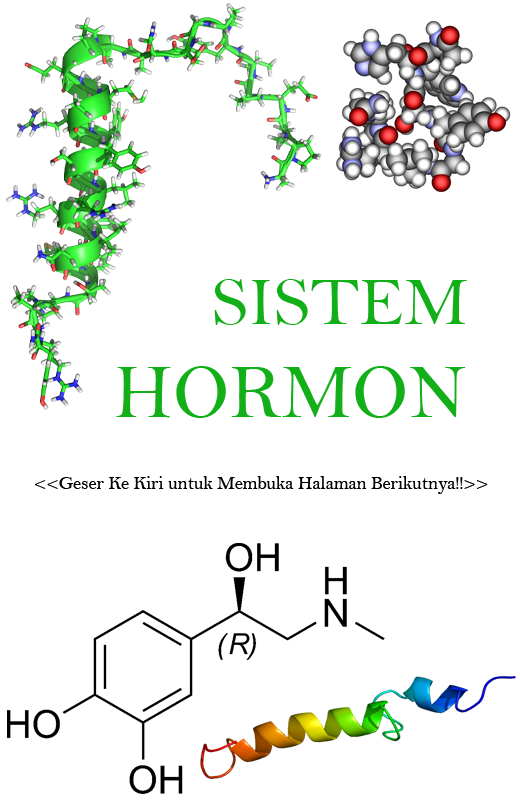 SISTEM
HORMON
<<Geser Ke Kiri untuk Membuka Halaman Berikutnya!!>>
OH
H
N
(R)
HO
OH